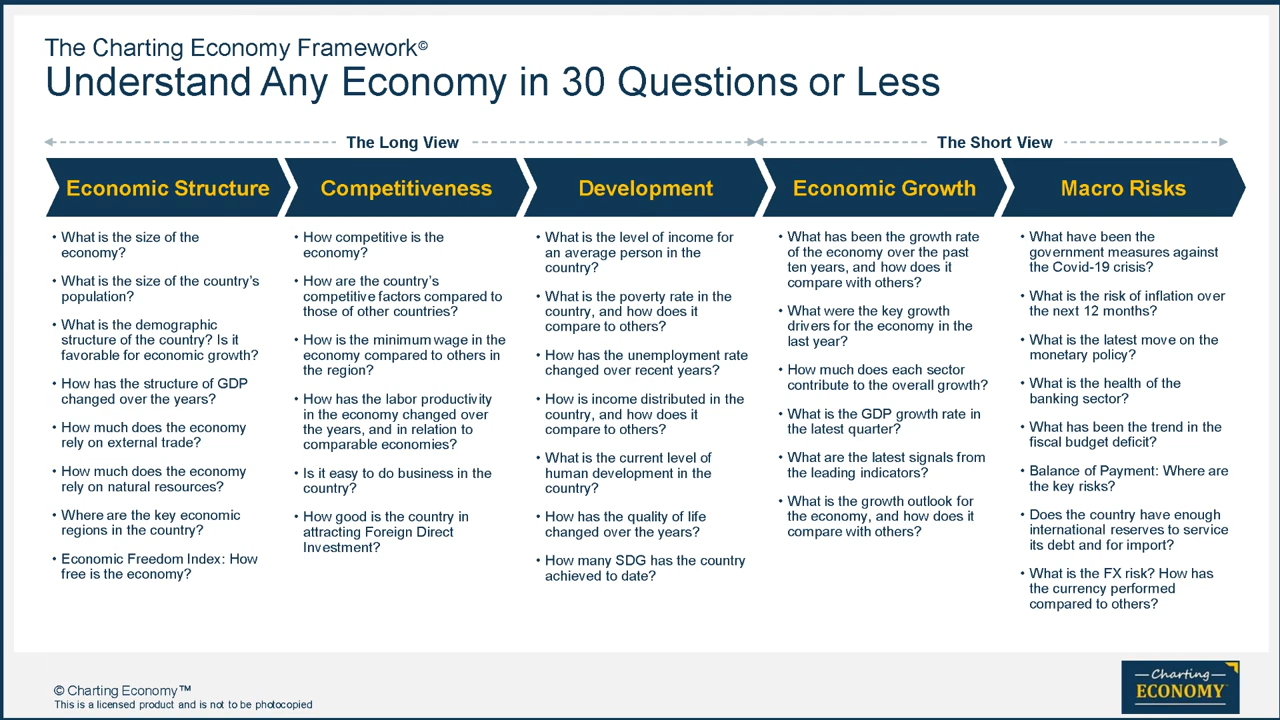 The Charting Economy Framework©
Understand Any Economy in 30 Questions or Less
The Long View
The Short View
Economic Structure
Competitiveness
Development
Economic Growth
Macro Risks
• What is the size of the
economy?
• What is the size of the country's
population?
• What is the demographic
structure of the country? Is it
favorable for economic growth?
• How has the structure of GDP
changed over the years?
• How much does the economy
rely on external trade?
• How much does the economy
rely on natural resources?
• Where are the key economic
regions in the country?
• Economic Freedom Index: How
free is the economy?
• How competitive is the
economy?
• How are the country's
competitive factors compared to
those of other countries?
• How is the minimum wage in the
economy compared to others in
the region?
• How has the labor productivity
in the economy changed over
the years, and in relation to
comparable economies?
• Is it easy to do business in the
country?
• How good is the country in
attracting Foreign Direct
Investment?
• What is the level of income for
an average person in the
country?
• What is the poverty rate in the
country, and how does it
compare to others?
• How has the unemployment rate
changed over recent years?
• How is income distributed in the
country, and how does it
compare to others?
• What is the current level of
human development in the
country?
• How has the quality of life
changed over the years?
• How many SDG has the country
achieved to date?
• What has been the growth rate
of the economy over the past
ten years, and how does it
compare with others?
• What were the key growth
drivers for the economy in the
last year?
• How much does each sector
contribute to the overall growth?
• What is the GDP growth rate in
the latest quarter?
• What are the latest signals from
the leading indicators?
• What is the growth outlook for
the economy, and how does it
compare with others?
• What have been the
government measures against
the Covid-19 crisis?
• What is the risk of inflation over
the next 12 months?
• What is the latest move on the
monetary policy?
• What is the health of the
banking sector?
• What has been the trend in the
fiscal budget deficit?
• Balance of Payment: Where are
the key risks?
• Does the country have enough
international reserves to service
its debt and for import?
• What is the FX risk? How has
the currency performed
compared to others?
© Charting Economy™
This is a licensed product and is not to be photocopied
Charting
ECONOMY